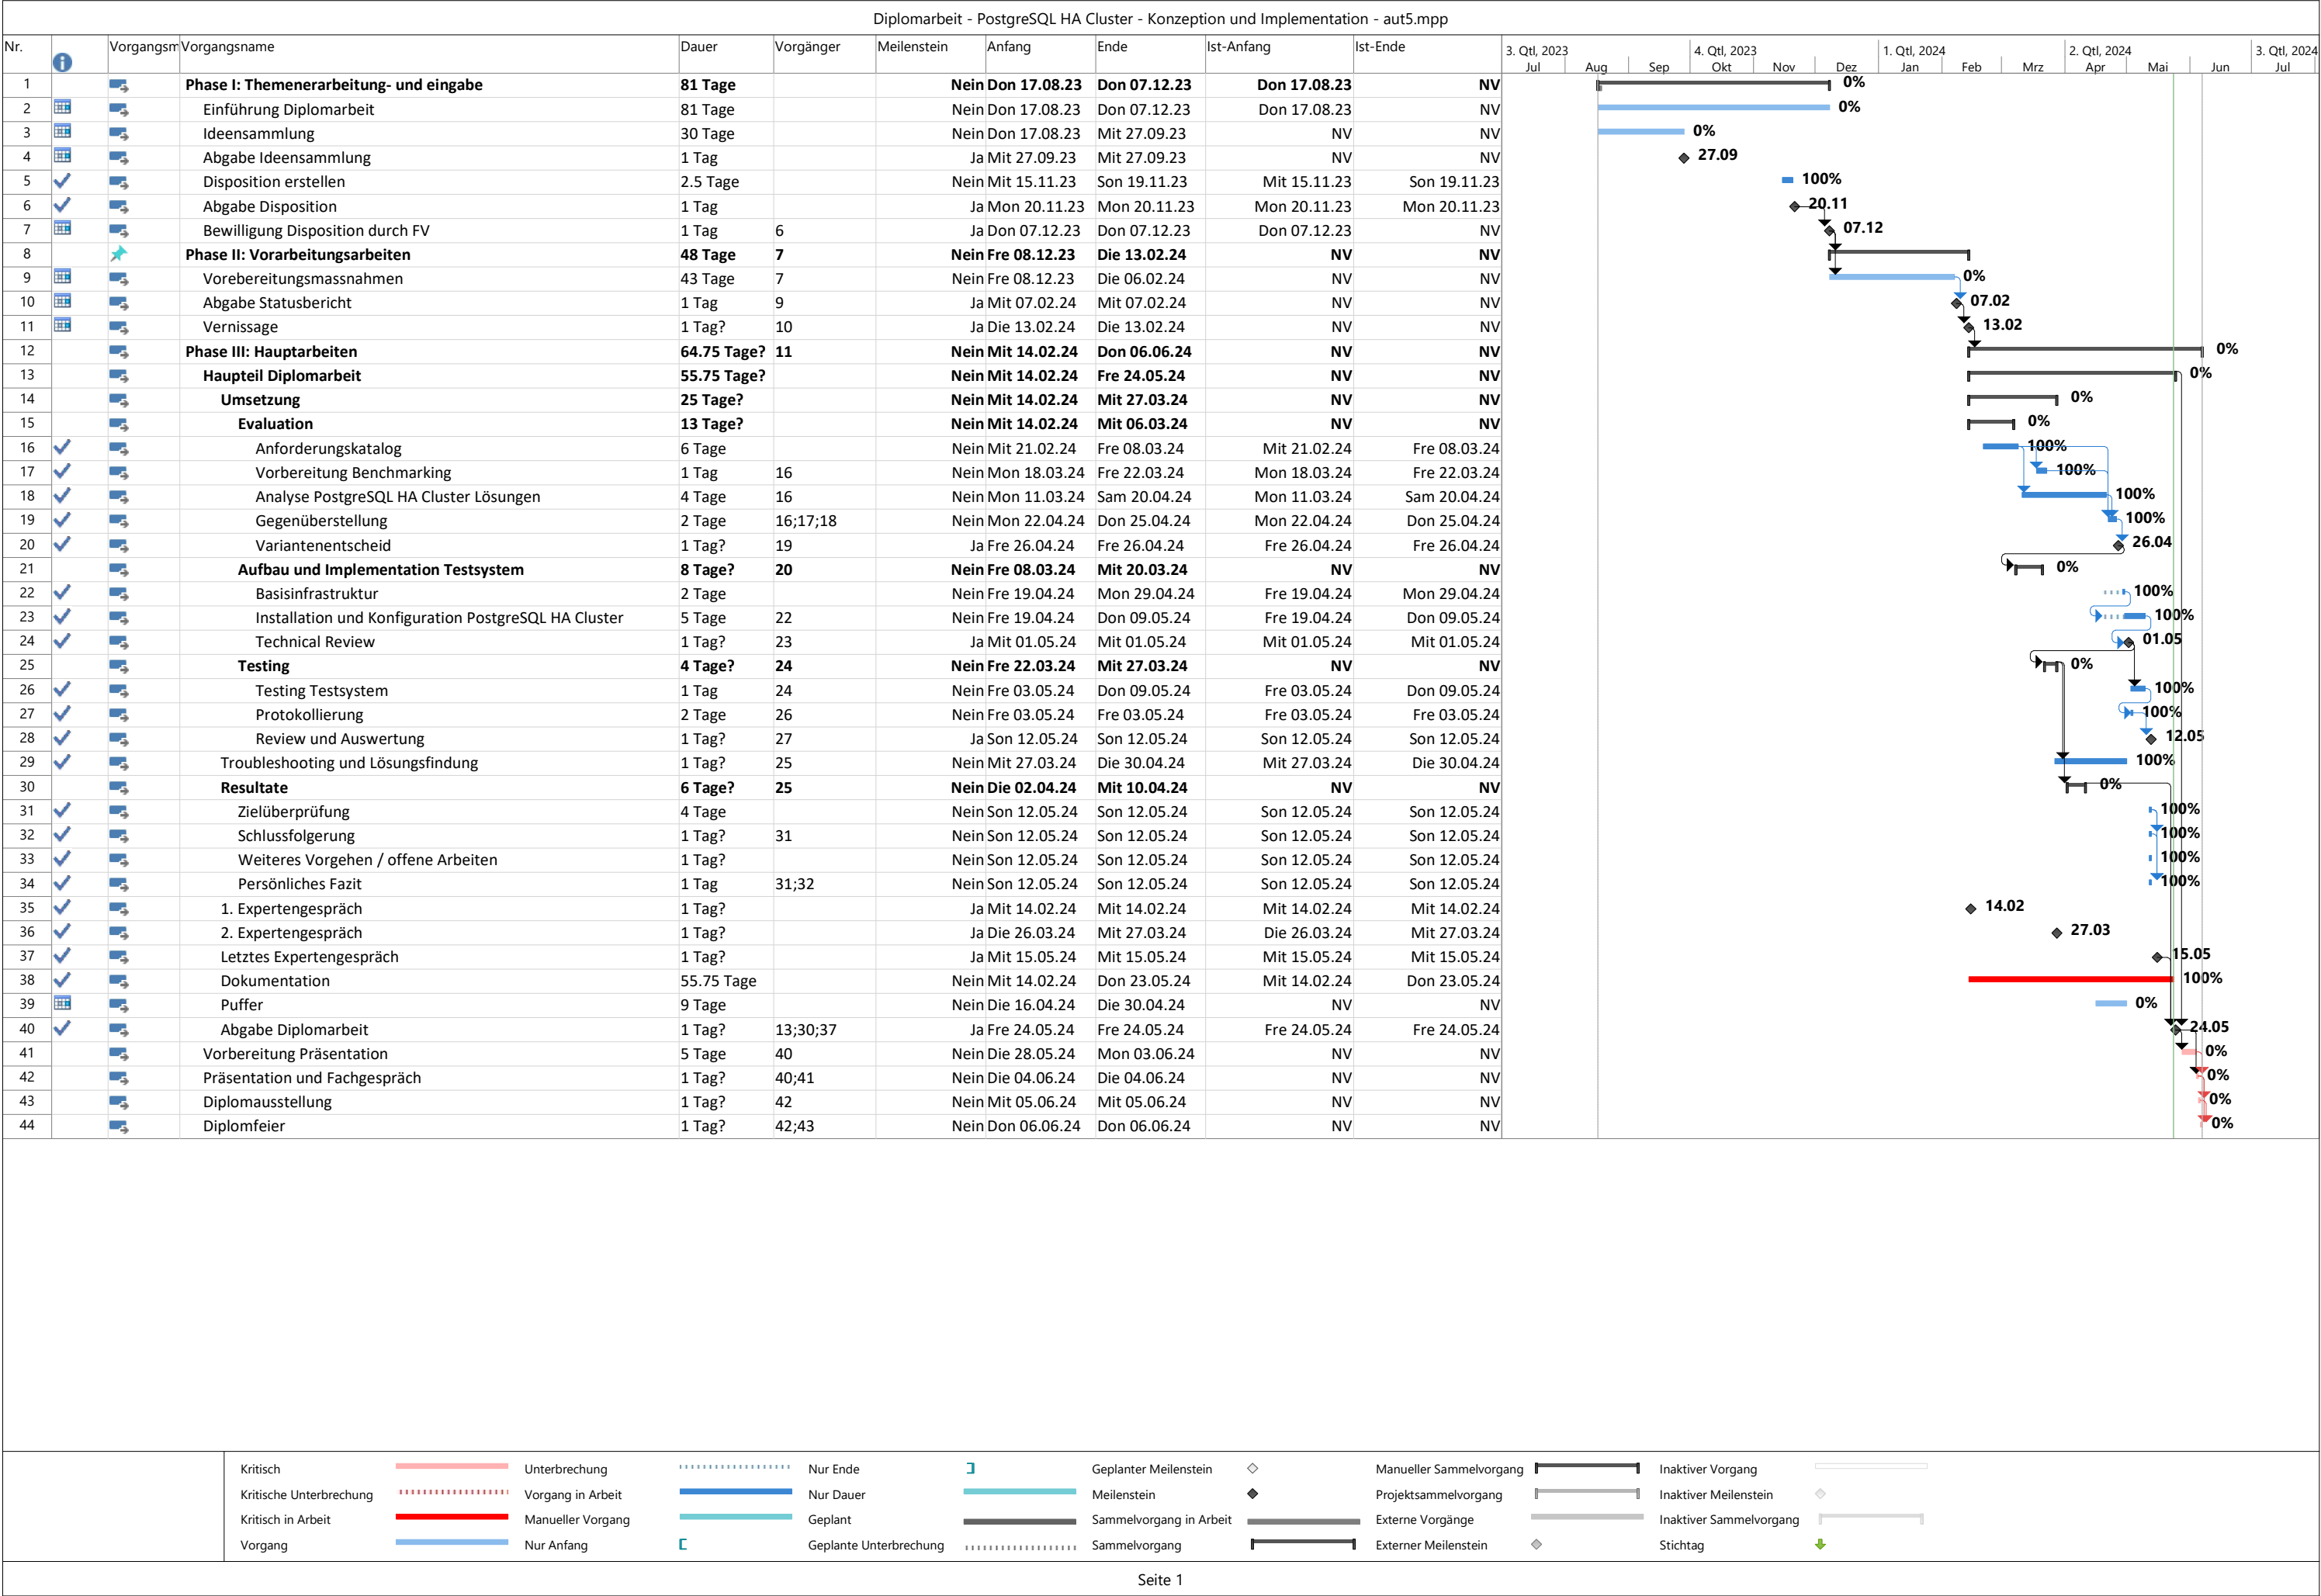 Diplomarbeit - PostgreSQL HA Cluster - Konzeption und Implementation - aut5.mpp
Nr. Vorgangsm Vorgangsname Dauer Vorgänger Meilenstein Anfang Ende Ist-Anfang Ist-Ende 3. Qtl, 2023 4. Qtl, 2023 1. Qtl, 2024 2. Qtl, 2024 3. Qtl, 2024
Jul Aug Sep Okt Nov Dez Jan Feb Mrz Apr Mai Jun Jul
1 Phase I: Themenerarbeitung- und eingabe 81 Tage Nein Don 17.08.23 Don 07.12.23 Don 17.08.23 NV 0%
2 Einführung Diplomarbeit 81 Tage Nein Don 17.08.23 Don 07.12.23 Don 17.08.23 NV 0%
3 Ideensammlung 30 Tage Nein Don 17.08.23 Mit 27.09.23 NV NV 0%
4 Abgabe Ideensammlung 1 Tag Ja Mit 27.09.23 Mit 27.09.23 NV NV 27.09
5 Disposition erstellen 2.5 Tage Nein Mit 15.11.23 Son 19.11.23 Mit 15.11.23 Son 19.11.23 100%
6 Abgabe Disposition 1 Tag Ja Mon 20.11.23 Mon 20.11.23 Mon 20.11.23 Mon 20.11.23 20.11
7 Bewilligung Disposition durch FV 1 Tag 6 Ja Don 07.12.23 Don 07.12.23 Don 07.12.23 NV 07.12
8 Phase II: Vorarbeitungsarbeiten 48 Tage 7 Nein Fre 08.12.23 Die 13.02.24 NV NV
9 Vorebereitungsmassnahmen 43 Tage 7 Nein Fre 08.12.23 Die 06.02.24 NV NV 0%
10 Abgabe Statusbericht 1 Tag 9 Ja Mit 07.02.24 Mit 07.02.24 NV NV 07.02
11 Vernissage 1 Tag? 10 Ja Die 13.02.24 Die 13.02.24 NV NV 13.02
12 Phase III: Hauptarbeiten 64.75 Tage? 11 Nein Mit 14.02.24 Don 06.06.24 NV NV 0%
13 Haupteil Diplomarbeit 55.75 Tage? Nein Mit 14.02.24 Fre 24.05.24 NV NV 0%
14 Umsetzung 25 Tage? Nein Mit 14.02.24 Mit 27.03.24 NV NV 0%
15 Evaluation 13 Tage? Nein Mit 14.02.24 Mit 06.03.24 NV NV 0%
16 Anforderungskatalog 6 Tage Nein Mit 21.02.24 Fre 08.03.24 Mit 21.02.24 Fre 08.03.24 100%
17 Vorbereitung Benchmarking 1 Tag 16 Nein Mon 18.03.24 Fre 22.03.24 Mon 18.03.24 Fre 22.03.24 100%
18 Analyse PostgreSQL HA Cluster Lösungen 4 Tage 16 Nein Mon 11.03.24 Sam 20.04.24 Mon 11.03.24 Sam 20.04.24 100%
19 Gegenüberstellung 2 Tage 16;17;18 Nein Mon 22.04.24 Don 25.04.24 Mon 22.04.24 Don 25.04.24 100%
20 Variantenentscheid 1 Tag? 19 Ja Fre 26.04.24 Fre 26.04.24 Fre 26.04.24 Fre 26.04.24 26.04
21 Aufbau und Implementation Testsystem 8 Tage? 20 Nein Fre 08.03.24 Mit 20.03.24 NV NV 0%
22 Basisinfrastruktur 2 Tage Nein Fre 19.04.24 Mon 29.04.24 Fre 19.04.24 Mon 29.04.24 100%
23 Installation und Konfiguration PostgreSQL HA Cluster 5 Tage 22 Nein Fre 19.04.24 Don 09.05.24 Fre 19.04.24 Don 09.05.24 100%
24 Technical Review 1 Tag? 23 Ja Mit 01.05.24 Mit 01.05.24 Mit 01.05.24 Mit 01.05.24 01.05
25 Testing 4 Tage? 24 Nein Fre 22.03.24 Mit 27.03.24 NV NV 0%
26 Testing Testsystem 1 Tag 24 Nein Fre 03.05.24 Don 09.05.24 Fre 03.05.24 Don 09.05.24 100%
27 Protokollierung 2 Tage 26 Nein Fre 03.05.24 Fre 03.05.24 Fre 03.05.24 Fre 03.05.24 100%
28 Review und Auswertung 1 Tag? 27 Ja Son 12.05.24 Son 12.05.24 Son 12.05.24 Son 12.05.24 12.05
29 Troubleshooting und Lösungsfindung 1 Tag? 25 Nein Mit 27.03.24 Die 30.04.24 Mit 27.03.24 Die 30.04.24 100%
30 Resultate 6 Tage? 25 Nein Die 02.04.24 Mit 10.04.24 NV NV 0%
31 Zielüberprüfung 4 Tage Nein Son 12.05.24 Son 12.05.24 Son 12.05.24 Son 12.05.24 100%
32 Schlussfolgerung 1 Tag? 31 Nein Son 12.05.24 Son 12.05.24 Son 12.05.24 Son 12.05.24 100%
33 Weiteres Vorgehen / offene Arbeiten 1 Tag? Nein Son 12.05.24 Son 12.05.24 Son 12.05.24 Son 12.05.24 100%
34 Persönliches Fazit 1 Tag 31;32 Nein Son 12.05.24 Son 12.05.24 Son 12.05.24 Son 12.05.24 100%
35 1. Expertengespräch 1 Tag? Ja Mit 14.02.24 Mit 14.02.24 Mit 14.02.24 Mit 14.02.24 14.02
36 2. Expertengespräch 1 Tag? Ja Die 26.03.24 Mit 27.03.24 Die 26.03.24 Mit 27.03.24 27.03
37 Letztes Expertengespräch 1 Tag? Ja Mit 15.05.24 Mit 15.05.24 Mit 15.05.24 Mit 15.05.24 15.05
38 Dokumentation 55.75 Tage Nein Mit 14.02.24 Don 23.05.24 Mit 14.02.24 Don 23.05.24 100%
39 Puffer 9 Tage Nein Die 16.04.24 Die 30.04.24 NV NV 0%
40 Abgabe Diplomarbeit 1 Tag? 13;30;37 Ja Fre 24.05.24 Fre 24.05.24 Fre 24.05.24 Fre 24.05.24 24.05
41 Vorbereitung Präsentation 5 Tage 40 Nein Die 28.05.24 Mon 03.06.24 NV NV 0%
42 Präsentation und Fachgespräch 1 Tag? 40;41 Nein Die 04.06.24 Die 04.06.24 NV NV 0%
43 Diplomausstellung 1 Tag? 42 Nein Mit 05.06.24 Mit 05.06.24 NV NV 0%
44 Diplomfeier 1 Tag? 42;43 Nein Don 06.06.24 Don 06.06.24 NV NV 0%
Kritisch Unterbrechung Nur Ende Geplanter Meilenstein Manueller Sammelvorgang Inaktiver Vorgang
Kritische Unterbrechung Vorgang in Arbeit Nur Dauer Meilenstein Projektsammelvorgang Inaktiver Meilenstein
Kritisch in Arbeit Manueller Vorgang Geplant Sammelvorgang in Arbeit Externe Vorgänge Inaktiver Sammelvorgang
Vorgang Nur Anfang Geplante Unterbrechung Sammelvorgang Externer Meilenstein Stichtag
Seite 1